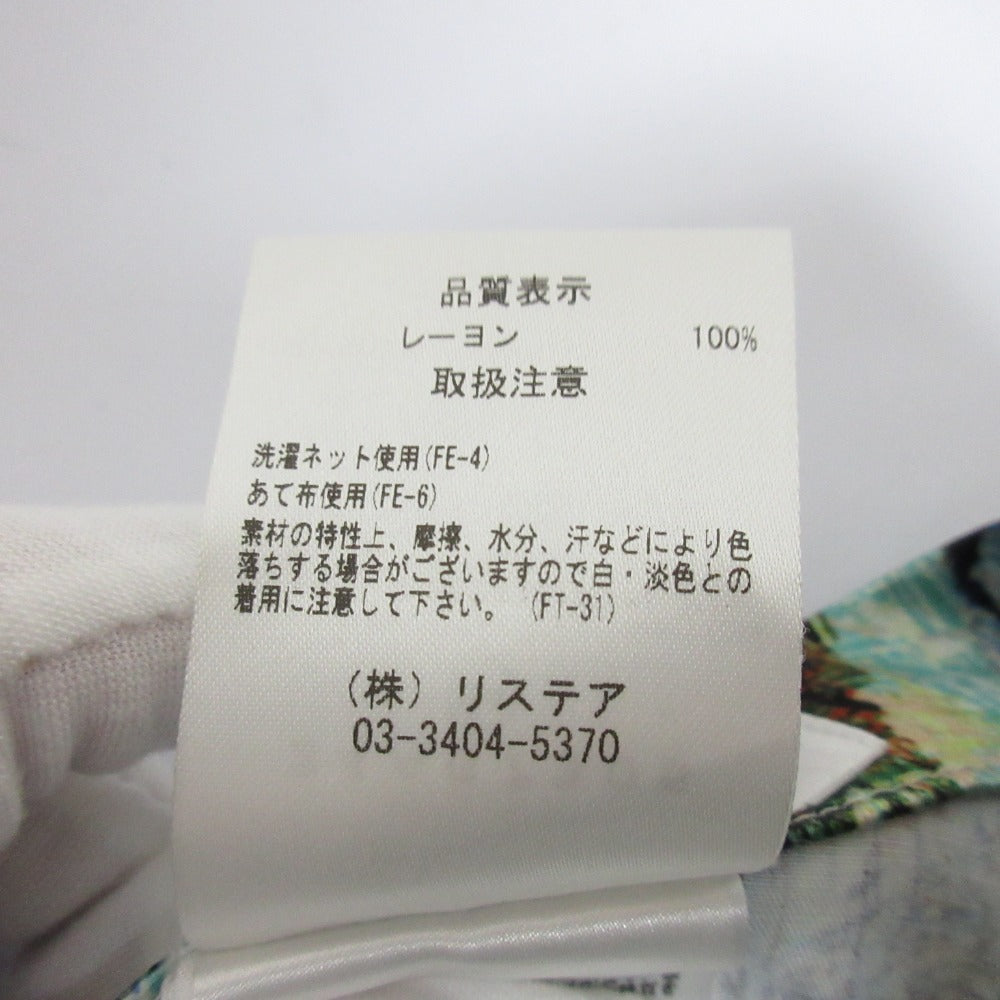 品質表示
レーヨン 100%
取扱注意
洗濯ネット使用(FE-4)
あて布使用(FE-6)
素材の特性上、摩擦、水分、汗などにより色
落ちする場合がございますので白・淡色との
着用に注意して下さい。 (FT-31)
(株) リステア
03-3404-5370